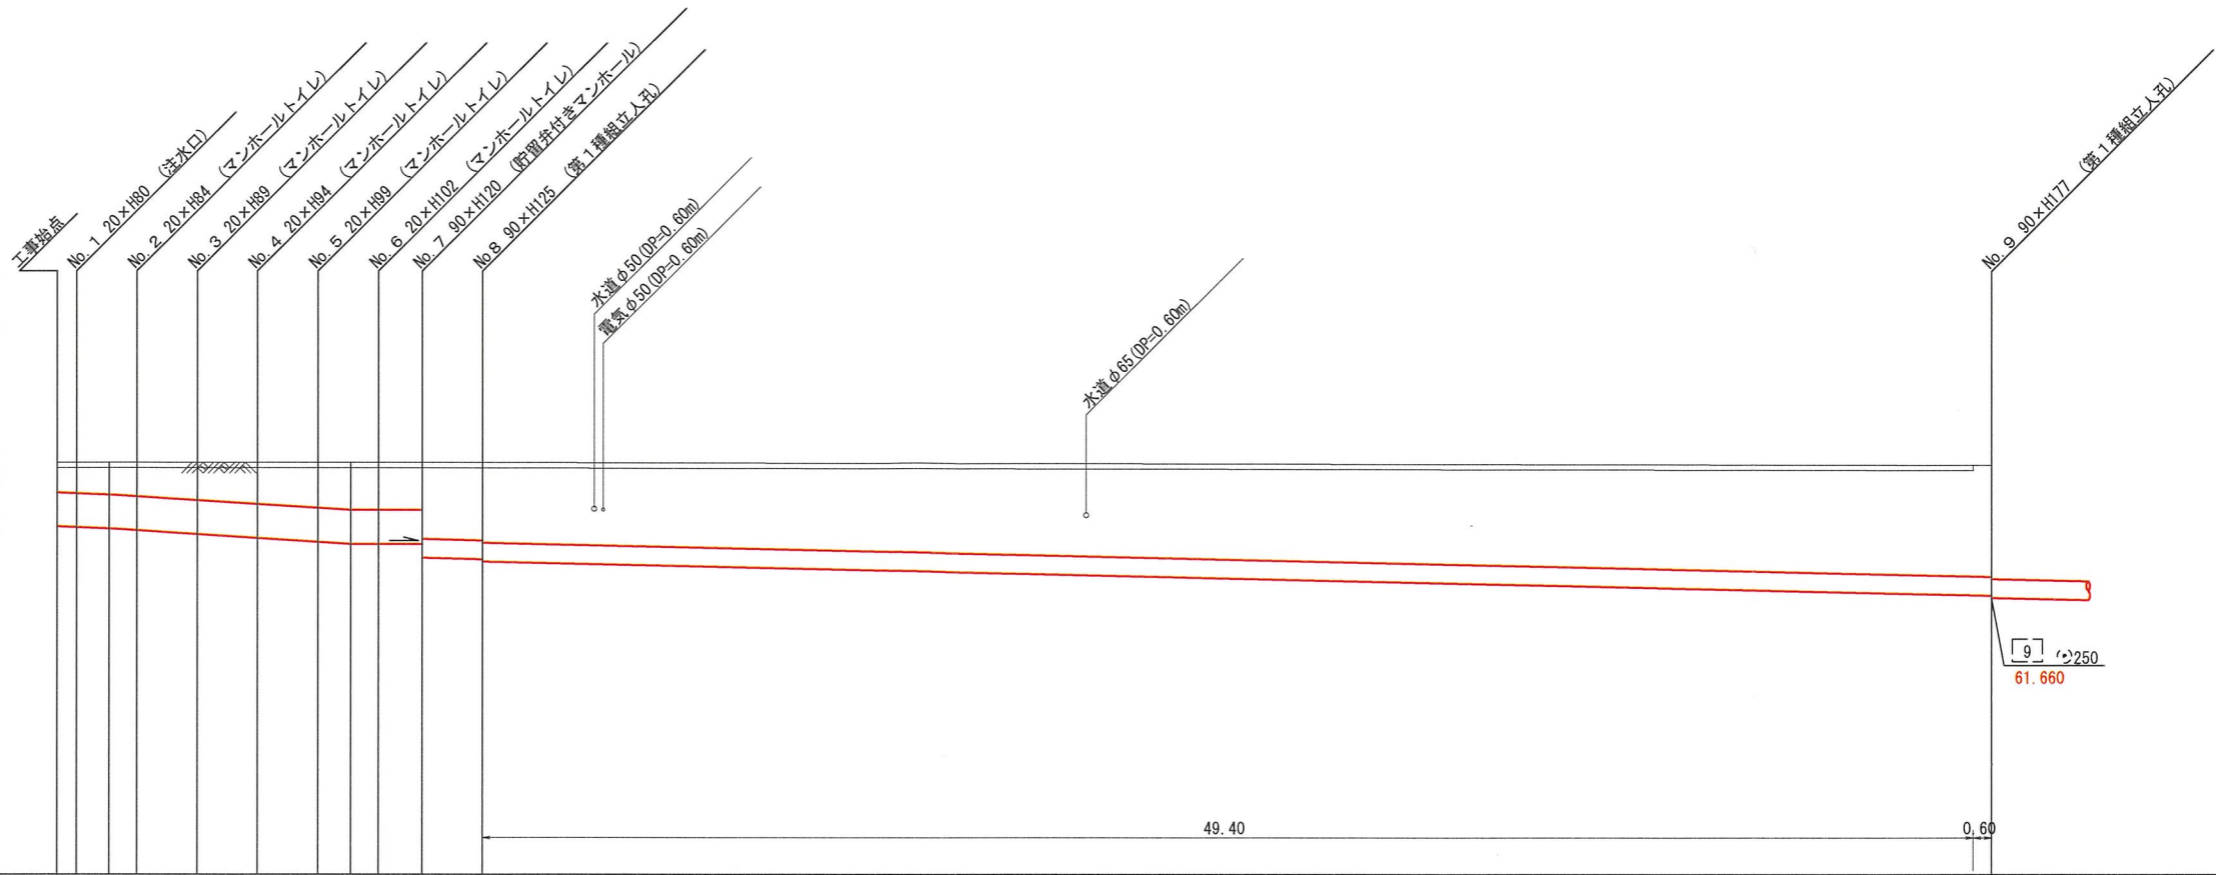 工事始点
No. 1 20×H80 (注水口)
No. 2 20×H84 (マンホールトイレ)
No. 3 20×H89 (マンホールトイレ)
No. 4 20×H94 (マンホールトイレ)
No. 5 20×H99 (マンホールトイレ)
No. 6 20×H102 (マンホールトイレ)
No. 7 90×H120 (貯留弁付きマンホール)
No 8 90×H125 (第1種組立人孔)
水道φ50(DP=0.60m)
電気φ50(DP=0.60m)
水道φ65(DP=0.60m)
No. 9 90×H177 (第1種組立人孔)
9 250
61.660
49.40
0.60